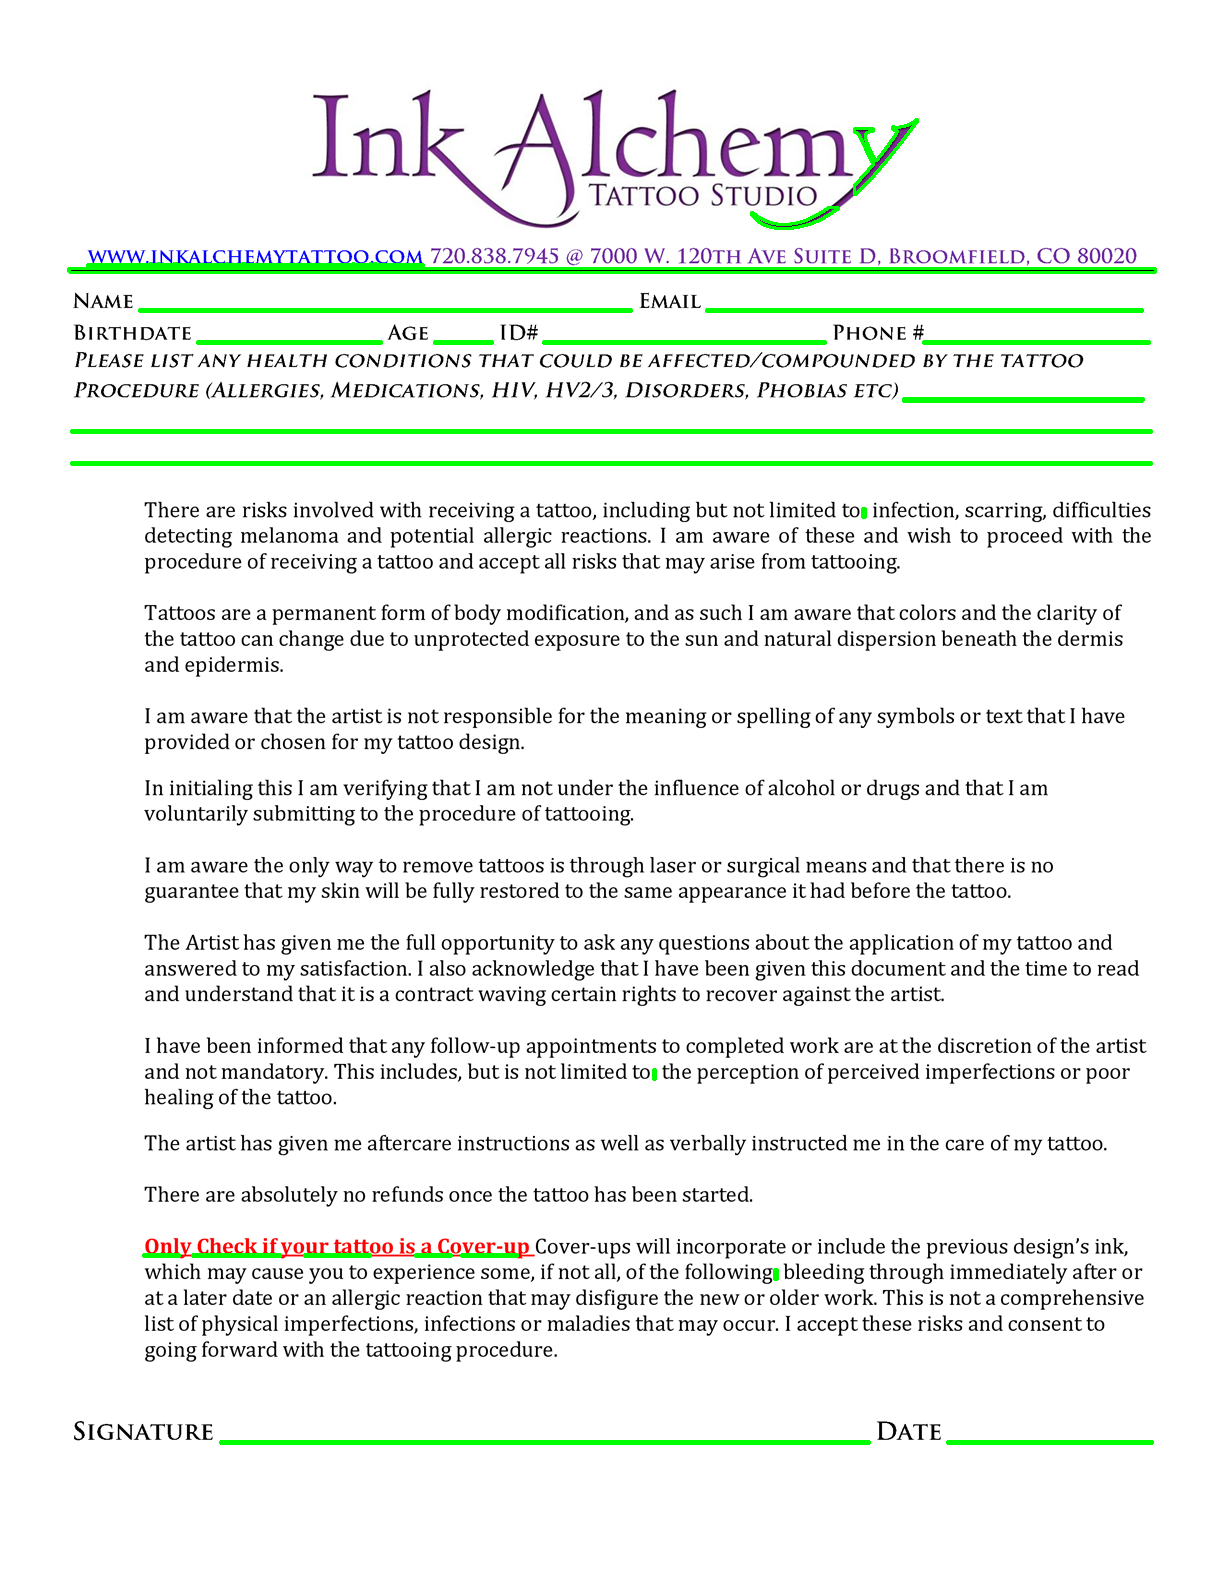 Ink Alchemy
Tattoo Studio
www.inkalchemytattoo.com 720.838.7945 @ 7000 W. 120th Ave Suite D, Broomfield, CO 80020
Name Email
Birthdate Age ID# Phone #
Please list any health conditions that could be affected/compounded by the tattoo
Procedure (Allergies, Medications, HIV, HV2/3, Disorders, Phobias etc)
There are risks involved with receiving a tattoo, including but not limited to infection, scarring, difficulties
detecting melanoma and potential allergic reactions. I am aware of these and wish to proceed with the
procedure of receiving a tattoo and accept all risks that may arise from tattooing.
Tattoos are a permanent form of body modification, and as such I am aware that colors and the clarity of
the tattoo can change due to unprotected exposure to the sun and natural dispersion beneath the dermis
and epidermis.
I am aware that the artist is not responsible for the meaning or spelling of any symbols or text that I have
provided or chosen for my tattoo design.
In initialing this I am verifying that I am not under the influence of alcohol or drugs and that I am
voluntarily submitting to the procedure of tattooing.
I am aware the only way to remove tattoos is through laser or surgical means and that there is no
guarantee that my skin will be fully restored to the same appearance it had before the tattoo.
The Artist has given me the full opportunity to ask any questions about the application of my tattoo and
answered to my satisfaction. I also acknowledge that I have been given this document and the time to read
and understand that it is a contract waving certain rights to recover against the artist.
I have been informed that any follow-up appointments to completed work are at the discretion of the artist
and not mandatory. This includes, but is not limited to the perception of perceived imperfections or poor
healing of the tattoo.
The artist has given me aftercare instructions as well as verbally instructed me in the care of my tattoo.
There are absolutely no refunds once the tattoo has been started.
Only Check if your tattoo is a Cover-up Cover-ups will incorporate or include the previous design's ink,
which may cause you to experience some, if not all, of the following bleeding through immediately after or
at a later date or an allergic reaction that may disfigure the new or older work. This is not a comprehensive
list of physical imperfections, infections or maladies that may occur. I accept these risks and consent to
going forward with the tattooing procedure.
Signature Date